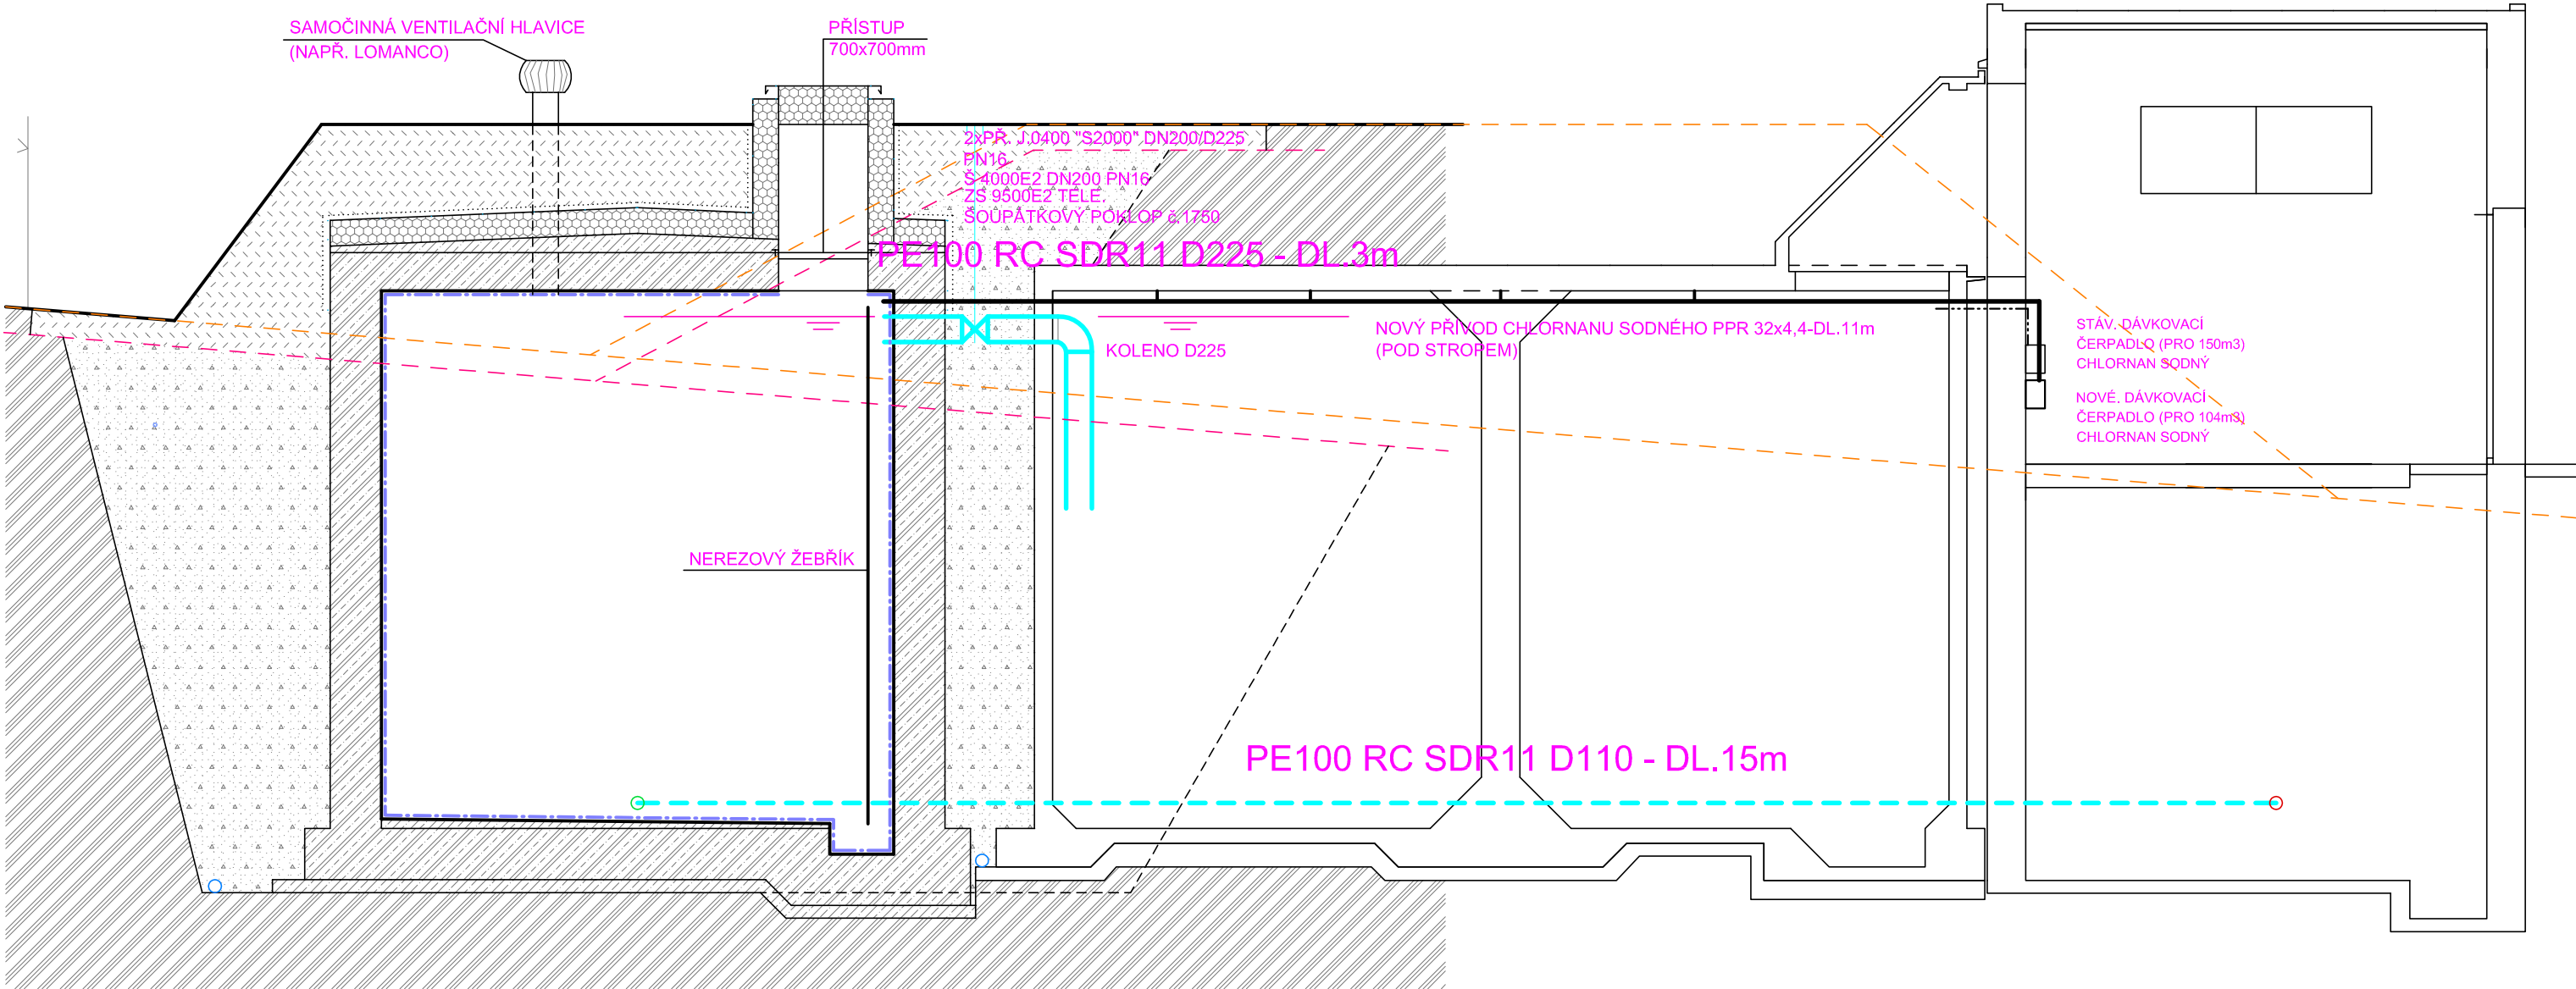 SAMOČINNÁ VENTILAČNÍ HLAVICE
(NAPŘ. LOMANCO)
PŘÍSTUP
700x700mm
2xPŘ. J.0400 "S2000" DN200/D225
PN16
Š 4000E2 DN200 PN16
ZS 9500E2 TELE.
ŠOUPÁTKOVÝ POKLOP č.1750
PE100 RC SDR11 D225 - DL.3m
KOLENO D225
NOVÝ PŘÍVOD CHLORNANU SODNÉHO PPR 32x4,4-DL.11m
(POD STROPEM)
STÁV. DÁVKOVACÍ
ČERPADLO (PRO 150m3)
CHLORNAN SODNÝ
NOVÉ. DÁVKOVACÍ
ČERPADLO (PRO 104m3)
CHLORNAN SODNÝ
NEREZOVÝ ŽEBŘÍK
PE100 RC SDR11 D110 - DL.15m